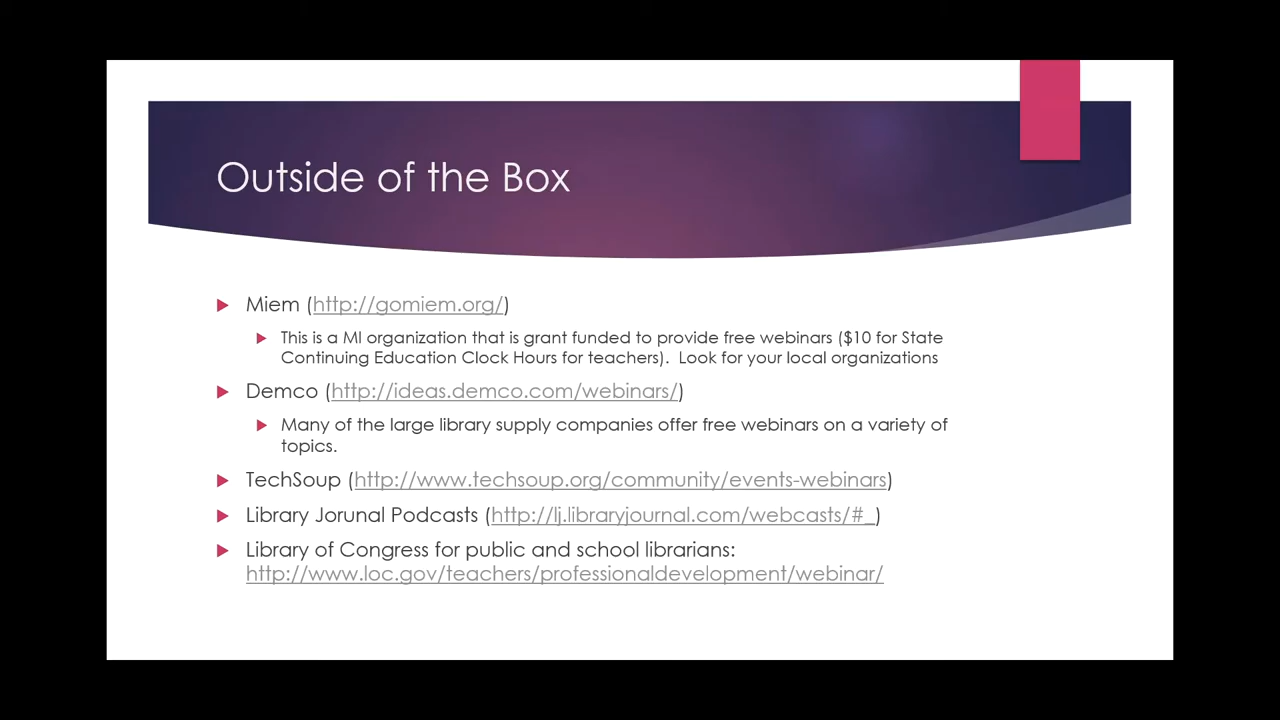 Outside of the Box
Miem (http://gomiem.org/)
This is a MI organization that is grant funded to provide free webinars ($10 for State
Continuing Education Clock Hours for teachers).  Look for your local organizations
Demco (http://ideas.demco.com/webinars/)
Many of the large library supply companies offer free webinars on a variety of
topics.
TechSoup (http://www.techsoup.org/community/events-webinars)
Library Jorunal Podcasts (http://lj.libraryjournal.com/webcasts/#_)
Library of Congress for public and school librarians:
http://www.loc.gov/teachers/professionaldevelopment/webinar/